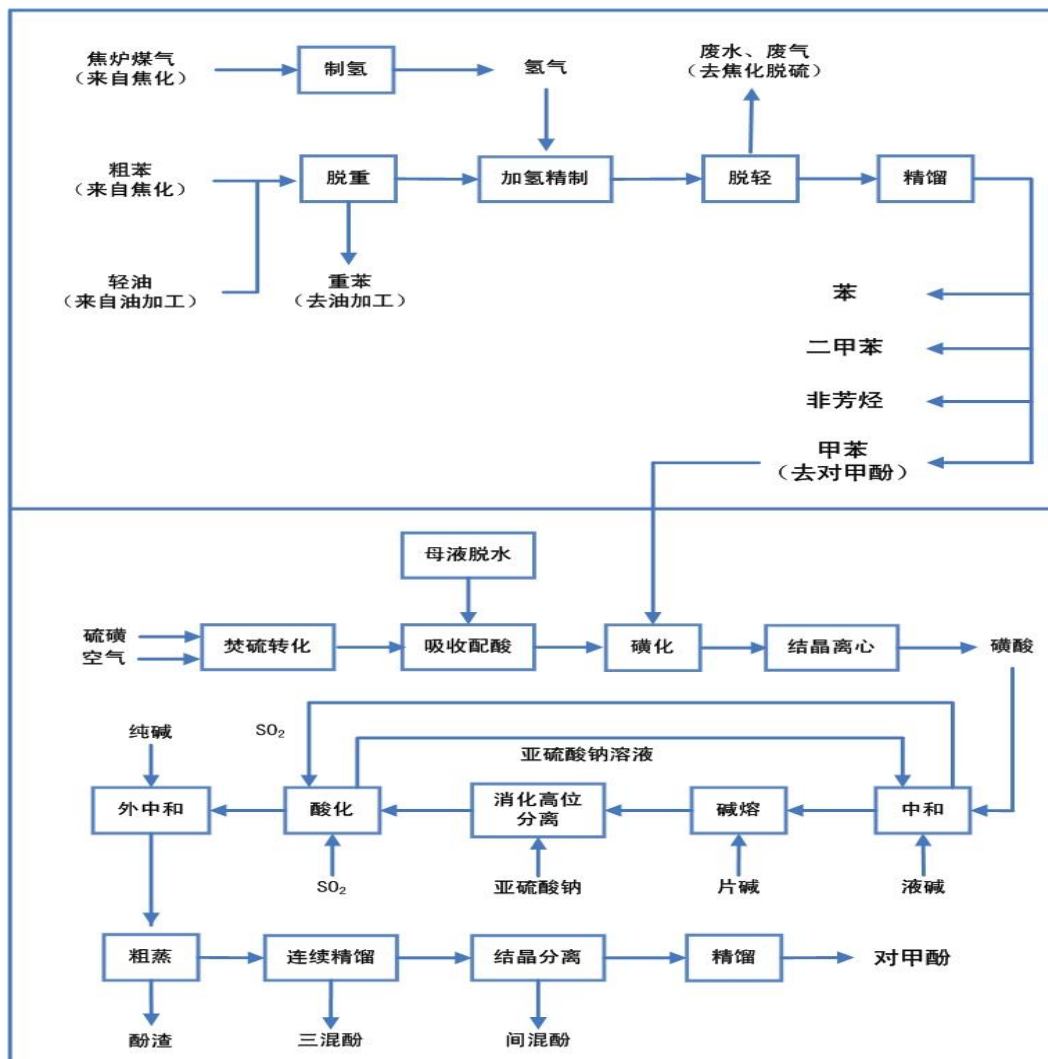 焦炉煤气
（来自焦化）
制氢
氢气
废水、废气
（去焦化脱硫）
粗苯
（来自焦化）
脱重
加氢精制
脱轻
精馏
轻油
（来自油加工）
重苯
（去油加工）
苯
二甲苯
非芳烃
甲苯
（去对甲酚）
母液脱水
硫磺
空气
焚硫转化
吸收配酸
磺化
结晶离心
磺酸
纯碱
SO₂
亚硫酸钠溶液
外中和
酸化
消化高位
分离
碱熔
中和
SO₂
亚硫酸钠
片碱
液碱
粗蒸
连续精馏
结晶分离
精馏
对甲酚
酚渣
三混酚
间混酚